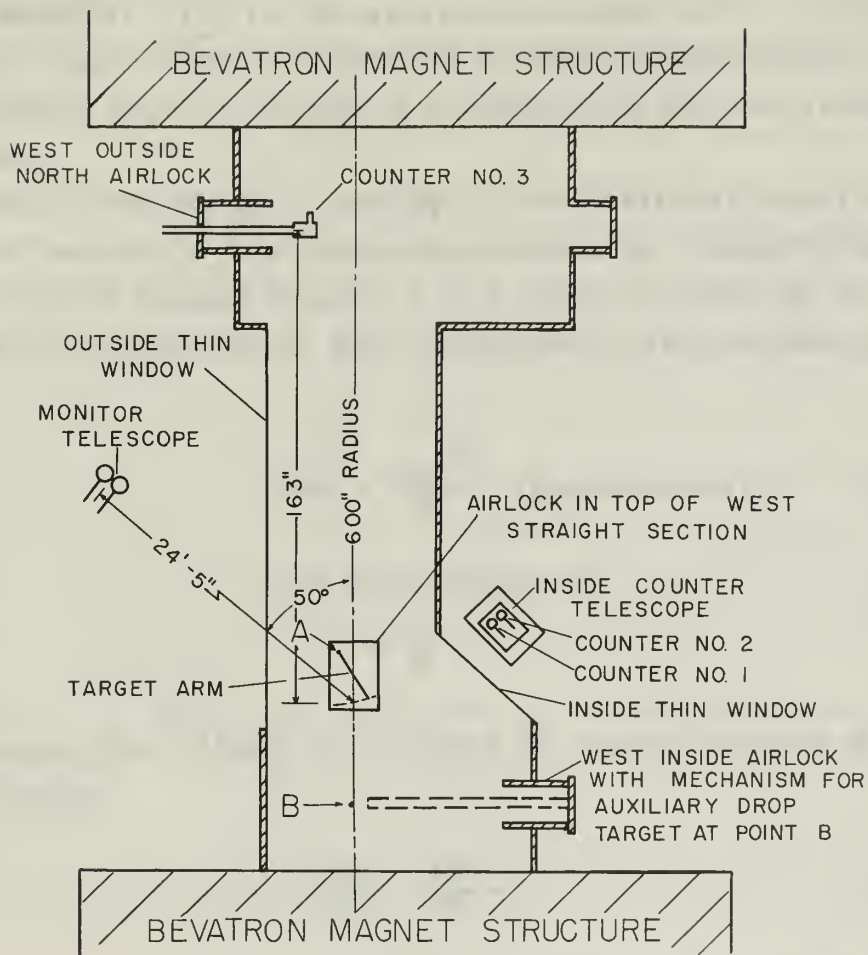 BEVATRON MAGNET STRUCTURE
WEST OUTSIDE
NORTH AIRLOCK
COUNTER NO. 3
OUTSIDE THIN
WINDOW
MONITOR
TELESCOPE
163"
600" RADIUS
24'-5"
50°
A
AIRLOCK IN TOP OF WEST
STRAIGHT SECTION
INSIDE COUNTER
TELESCOPE
COUNTER NO. 2
COUNTER NO. 1
TARGET ARM
INSIDE THIN WINDOW
B
WEST INSIDE AIRLOCK
WITH MECHANISM FOR
AUXILIARY DROP
TARGET AT POINT B
BEVATRON MAGNET STRUCTURE